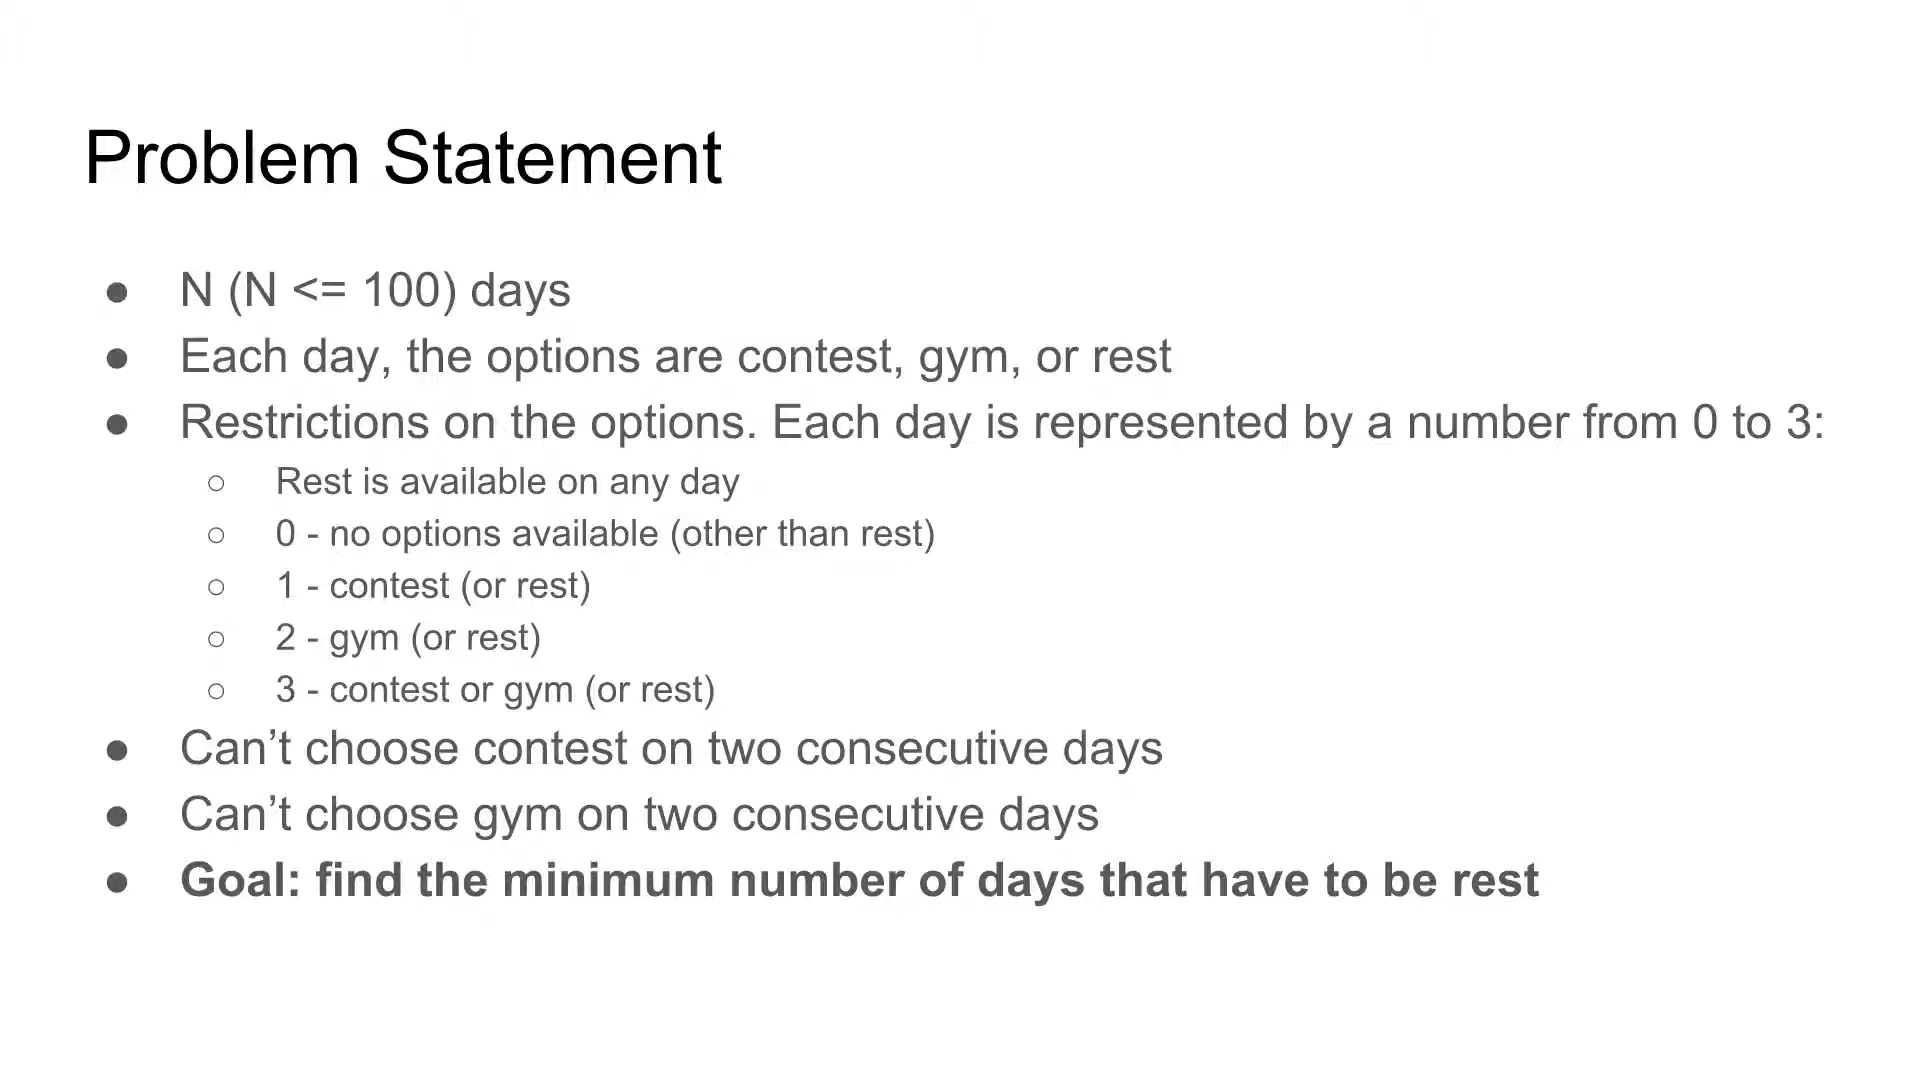 Problem Statement
● N (N <= 100) days
● Each day, the options are contest, gym, or rest
● Restrictions on the options. Each day is represented by a number from 0 to 3:
○ Rest is available on any day
○ 0 - no options available (other than rest)
○ 1 - contest (or rest)
○ 2 - gym (or rest)
○ 3 - contest or gym (or rest)
● Can’t choose contest on two consecutive days
● Can’t choose gym on two consecutive days
● Goal: find the minimum number of days that have to be rest